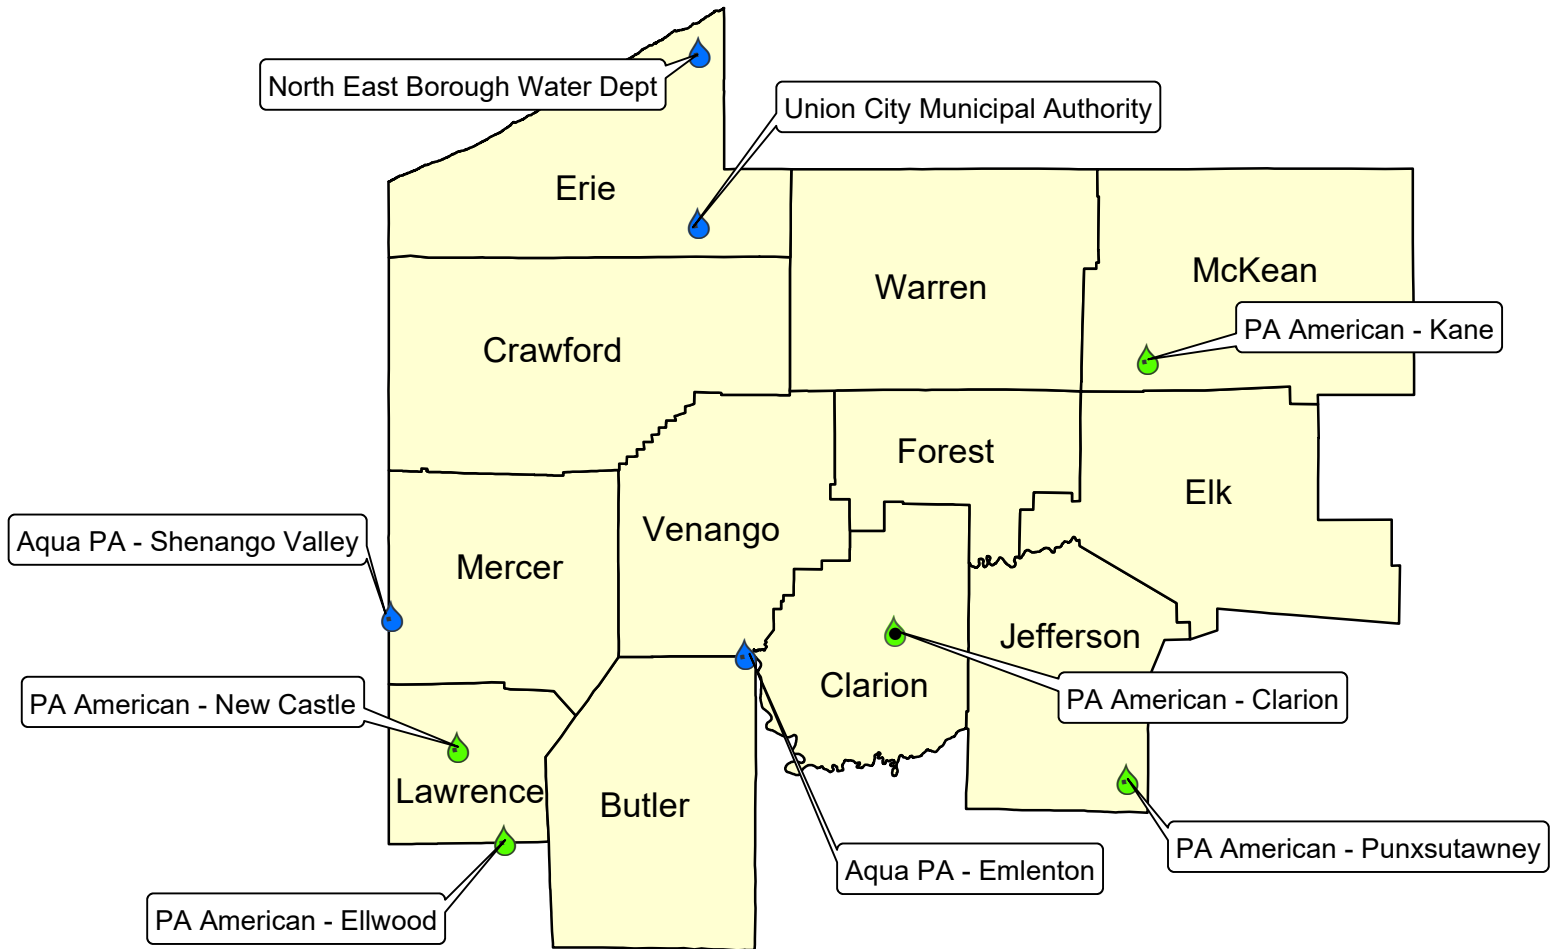 North East Borough Water Dept
Union City Municipal Authority
Erie
Warren
McKean
PA American - Kane
Crawford
Forest
Elk
Venango
Aqua PA - Shenango Valley
Mercer
Jefferson
Clarion
PA American - Clarion
PA American - New Castle
Lawrence
Butler
PA American - Punxsutawney
Aqua PA - Emlenton
PA American - Ellwood